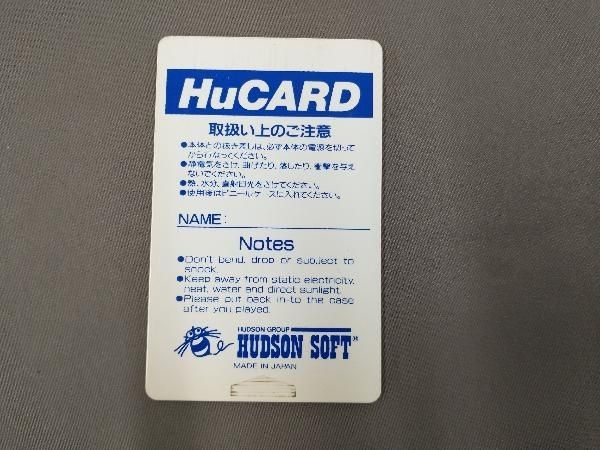 HuCARD
取扱い上のご注意
●本体との抜き差しは、必ず本体の電源を切って
から行なってください。
●静電気をさけ、曲げたり、落したり、衝撃を与え
ないでください。
●熱、水分、直射日光をさけてください。
●使用後はビニールケースに入れてください。
NAME:
Notes
●Don't bend, drop or subject to
shock.
●Keep away from static electricity,
heat, water and direct sunlight.
●Please put back in-to the case
after you played.
HUDSON GROUP
HUDSON SOFT®
MADE IN JAPAN